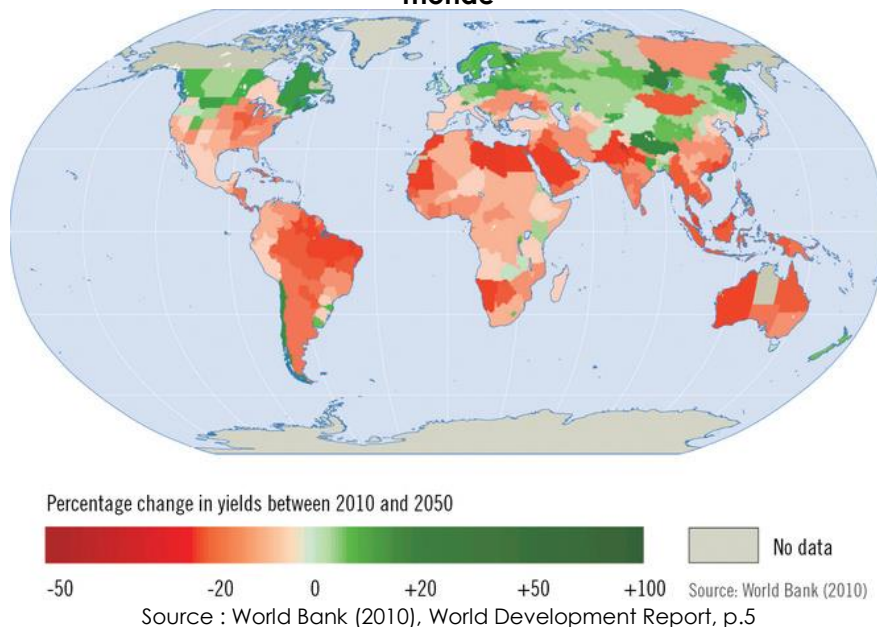 monde
Percentage change in yields between 2010 and 2050
-50 -20 0 +20 +50 +100
No data
Source: World Bank (2010)
Source : World Bank (2010), World Development Report, p.5